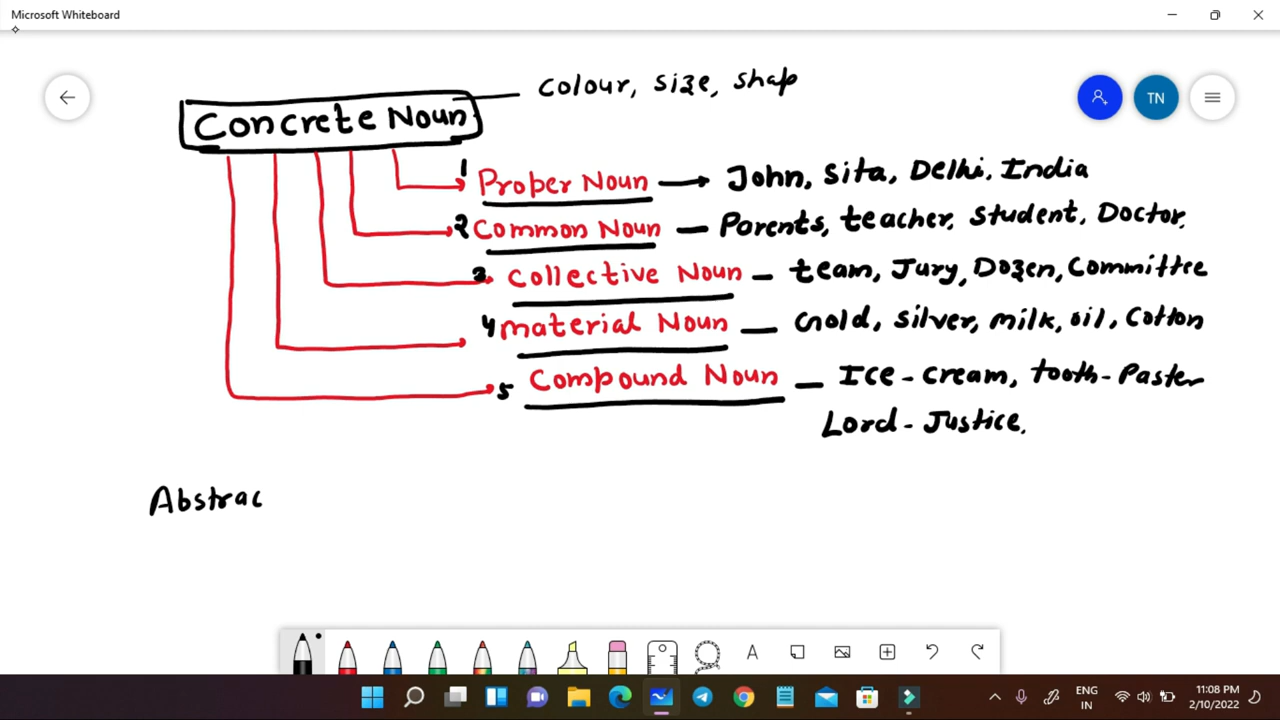 Microsoft Whiteboard
colour, size, shap
Concrete Noun
TN
1 Proper Noun → John, Sita, Delhi, India
2 Common Noun — Parents, teacher, Student, Doctor,
3 Collective Noun — team, Jury, Dozen, Committee
4 material Noun — Gold, Silver, milk, oil, Cotton
5 Compound Noun — Ice-cream, tooth-Paster
Lord-Justice.
Abstrac
A
ENG
IN
11:08 PM
2/10/2022